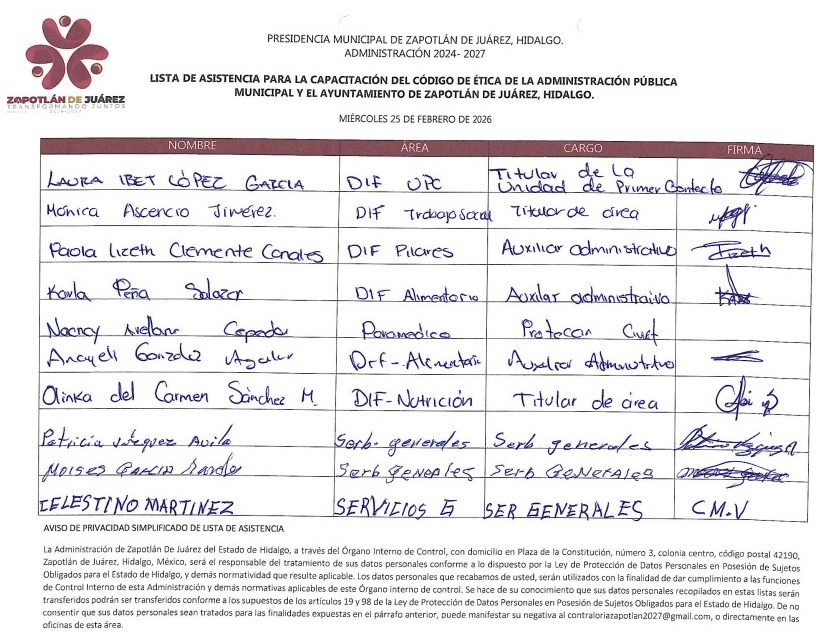 PRESIDENCIA MUNICIPAL DE ZAPOTLÁN DE JUÁREZ, HIDALGO.
ADMINISTRACIÓN 2024- 2027
ZAPOTLÁN DE JUÁREZ
TRANSFORMANDO JUNTOS
2024-2027
LISTA DE ASISTENCIA PARA LA CAPACITACIÓN DEL CÓDIGO DE ÉTICA DE LA ADMINISTRACIÓN PÚBLICA
MUNICIPAL Y EL AYUNTAMIENTO DE ZAPOTLÁN DE JUÁREZ, HIDALGO.
MIÉRCOLES 25 DE FEBRERO DE 2026
NOMBRE ÁREA CARGO FIRMA
LAURA IBET LÓPEZ GARCIA DIF UPC Titular de La Unidad de Primer Contacto
Mónica Ascencio Jiménez. DIF Trabajo Social Titular de área
Paola Lizeth Clemente Canales DIF Pilares Auxiliar administrativo Lizeth
Karla Peña Salazar DIF Alimentario Auxilar administrativo
Nancy Arellano Cepeda Paramedico Proteccion Civil
Anayeli Gonzalez Aguilar Dif-Alimentario Auxiliar Administrativo
Olinka del Carmen Sánchez M. DIF-Nutrición Titular de área
Patricia Vázquez Avila Serb. generales Serb generales
MOISES GARCIA Serb GENERALES Serb GENERALES
CELESTINO MARTINEZ SERVICIOS G SER GENERALES C.M.V
AVISO DE PRIVACIDAD SIMPLIFICADO DE LISTA DE ASISTENCIA
La Administración de Zapotlán De Juárez del Estado de Hidalgo, a través del Órgano Interno de Control, con domicilio en Plaza de la Constitución, número 3, colonia centro, código postal 42190,
Zapotlán de Juárez, Hidalgo, México, será el responsable del tratamiento de sus datos personales conforme a lo dispuesto por la Ley de Protección de Datos Personales en Posesión de Sujetos
Obligados para el Estado de Hidalgo, y demás normatividad que resulte aplicable. Los datos personales que recabamos de usted, serán utilizados con la finalidad de dar cumplimiento a las funciones
de Control Interno de esta Administración y demás normativas aplicables de este Órgano interno de control. Se hace de su conocimiento que sus datos personales recopilados en estas listas serán
transferidos podrán ser transferidos conforme a los supuestos de los artículos 19 y 98 de la Ley de Protección de Datos Personales en Posesión de Sujetos Obligados para el Estado de Hidalgo. De no
consentir que sus datos personales sean tratados para las finalidades expuestas en el párrafo anterior, puede manifestar su negativa al contraloriazapotlan2027@gmail.com, o directamente en las
oficinas de esta área.